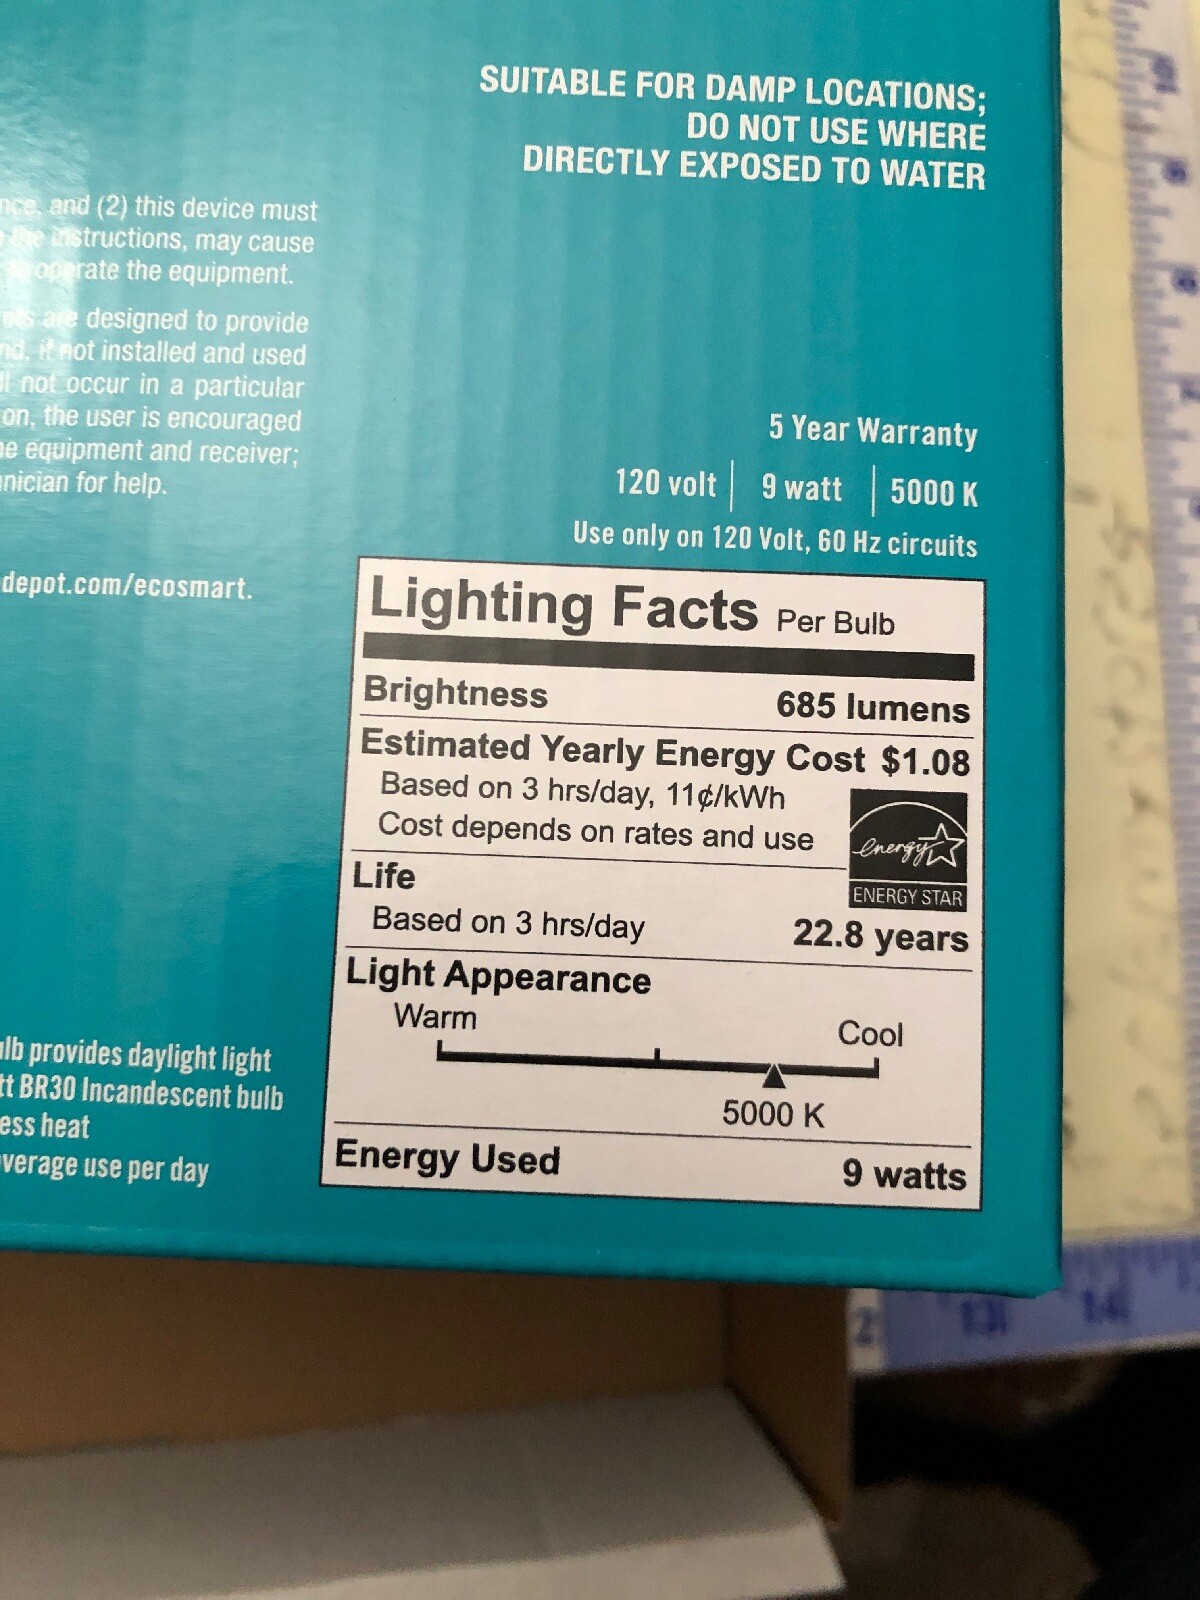 SUITABLE FOR DAMP LOCATIONS;
DO NOT USE WHERE
DIRECTLY EXPOSED TO WATER
and (2) this device must
instructions, may cause
operate the equipment.
are designed to provide
if not installed and used
not occur in a particular
on, the user is encouraged
equipment and receiver;
for help.
depot.com/ecosmart.
5 Year Warranty
120 volt | 9 watt | 5000 K
Use only on 120 Volt, 60 Hz circuits
Lighting Facts Per Bulb
Brightness 685 lumens
Estimated Yearly Energy Cost $1.08
Based on 3 hrs/day, 11¢/kWh
Cost depends on rates and use
energy
ENERGY STAR
Life
Based on 3 hrs/day 22.8 years
Light Appearance
Warm Cool
5000 K
Energy Used 9 watts
provides daylight light
BR30 Incandescent bulb
heat
use per day
13 14